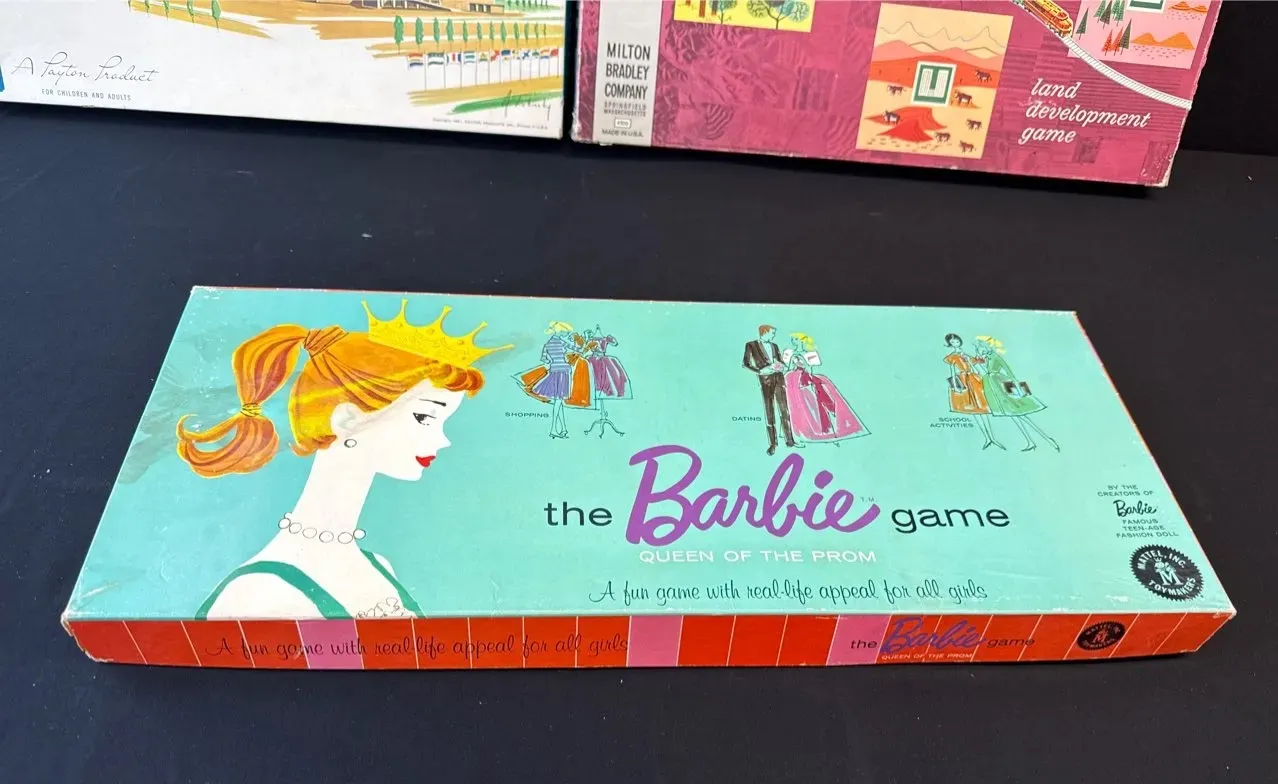 A Payton Product
FOR CHILDREN AND ADULTS
MILTON
BRADLEY
COMPANY
SPRINGFIELD
MASSACHUSETTS
MADE IN U.S.A.
land
development
game
SHOPPING
DATING
SCHOOL
ACTIVITIES
the Barbie game
T.M.
QUEEN OF THE PROM
A fun game with real-life appeal for all girls
BY THE
CREATORS OF
Barbie
FAMOUS
TEEN-AGE
FASHION DOLL
MATTEL, INC.
M
TOYMAKERS
A fun game with real-life appeal for all girls
the Barbie game
QUEEN OF THE PROM